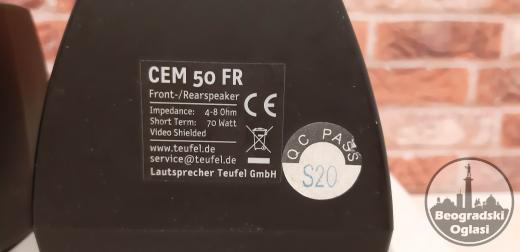 CEM 50 FR
Front-/Rearspeaker
Impedance: 4-8 Ohm
Short Term: 70 Watt
Video Shielded
www.teufel.de
service@teufel.de
Lautsprecher Teufel GmbH
CE
QC PASS
S20
Beogradski
Oglasi